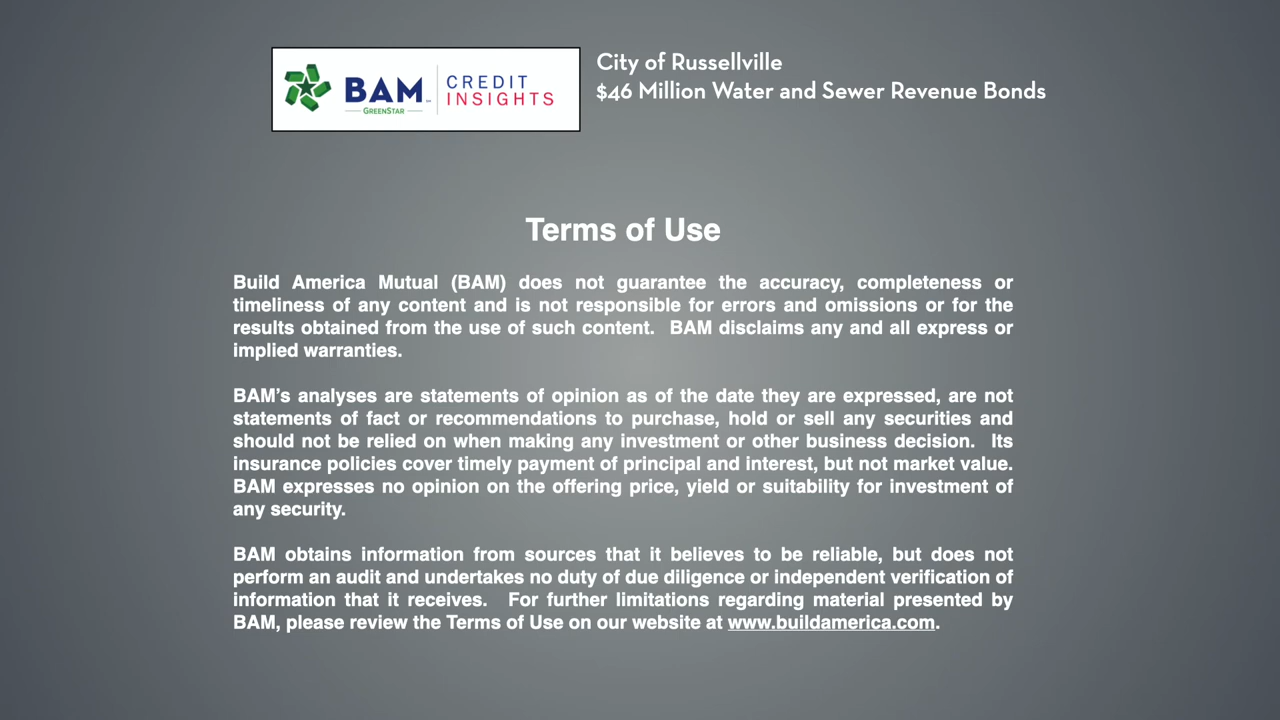 BAM
GREENSTAR
CREDIT
INSIGHTS
City of Russellville
$46 Million Water and Sewer Revenue Bonds
Terms of Use
Build America Mutual (BAM) does not guarantee the accuracy, completeness or
timeliness of any content and is not responsible for errors and omissions or for the
results obtained from the use of such content.  BAM disclaims any and all express or
implied warranties.
BAM’s analyses are statements of opinion as of the date they are expressed, are not
statements of fact or recommendations to purchase, hold or sell any securities and
should not be relied on when making any investment or other business decision.  Its
insurance policies cover timely payment of principal and interest, but not market value.
BAM expresses no opinion on the offering price, yield or suitability for investment of
any security.
BAM obtains information from sources that it believes to be reliable, but does not
perform an audit and undertakes no duty of due diligence or independent verification of
information that it receives.  For further limitations regarding material presented by
BAM, please review the Terms of Use on our website at www.buildamerica.com.